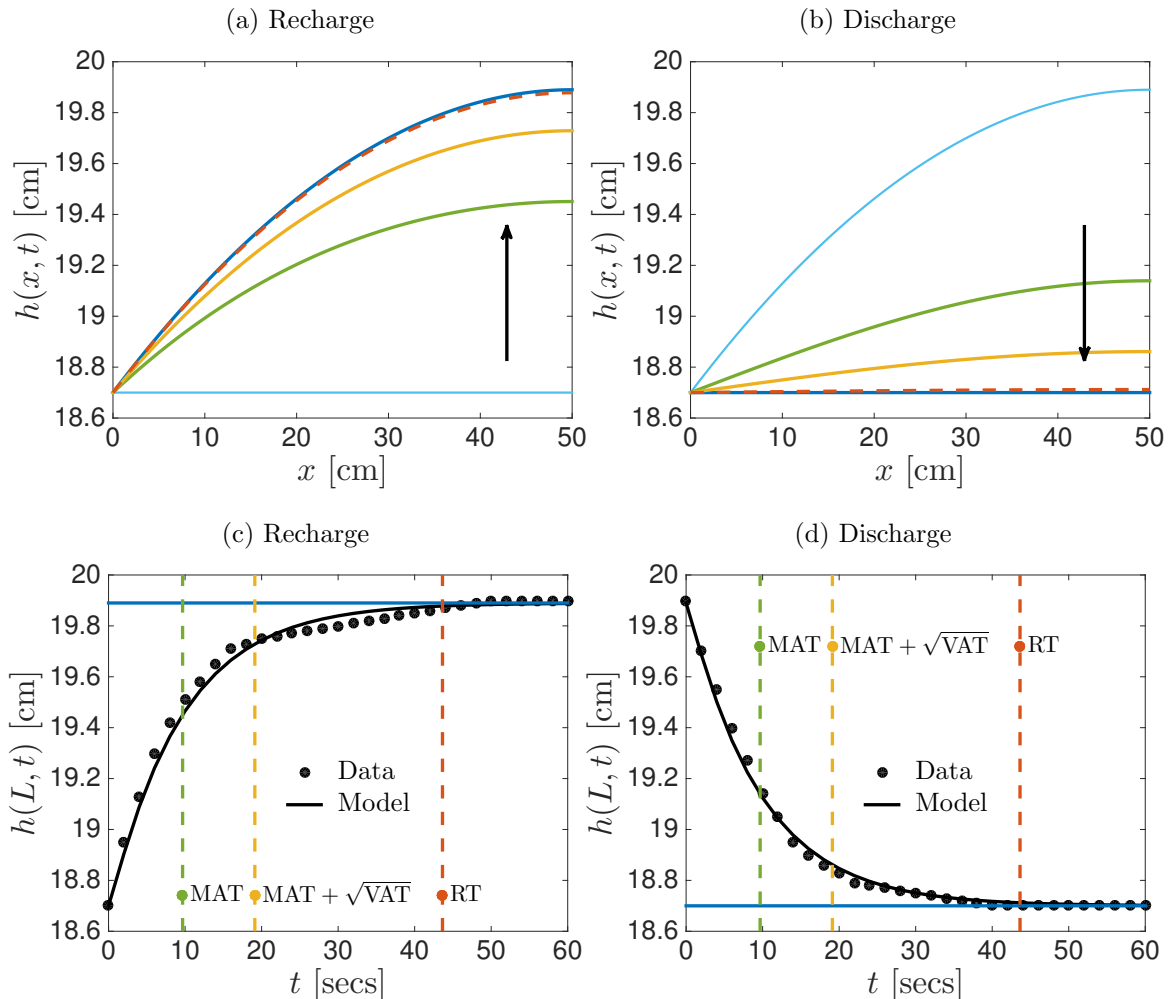 (a) Recharge
20
19.8
19.6
19.4
19.2
19
18.8
18.6
h(x, t) [cm]
0 10 20 30 40 50
x [cm]
(b) Discharge
20
19.8
19.6
19.4
19.2
19
18.8
18.6
h(x, t) [cm]
0 10 20 30 40 50
x [cm]
(c) Recharge
20
19.8
19.6
19.4
19.2
19
18.8
18.6
h(L, t) [cm]
Data
Model
MAT
MAT + √VAT
RT
0 10 20 30 40 50 60
t [secs]
(d) Discharge
20
19.8
19.6
19.4
19.2
19
18.8
18.6
h(L, t) [cm]
MAT
MAT + √VAT
RT
Data
Model
0 10 20 30 40 50 60
t [secs]